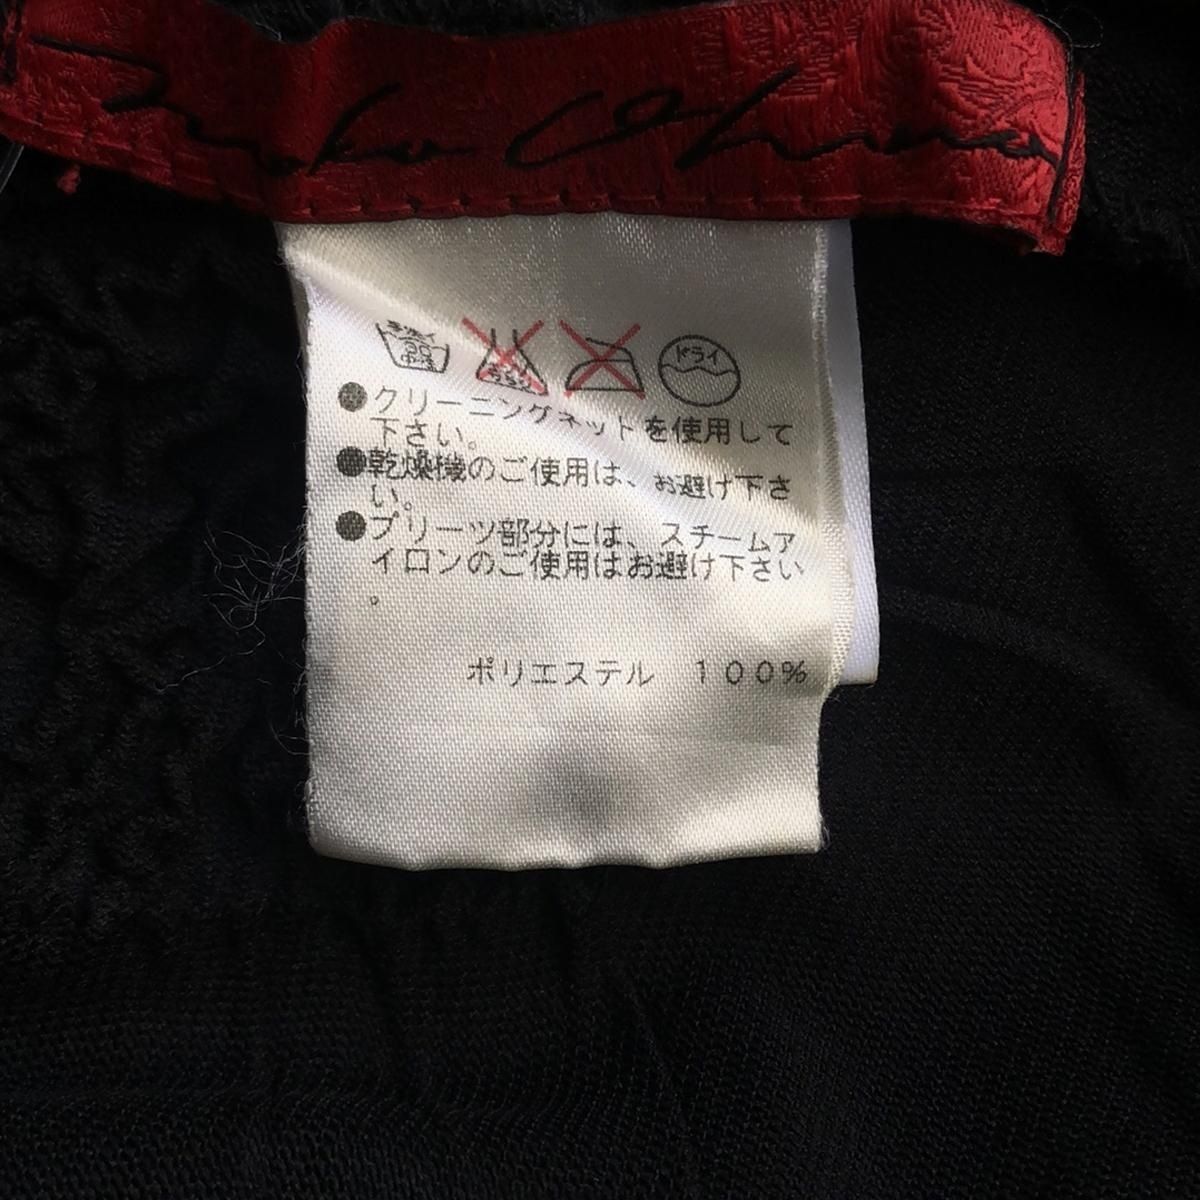 ドライ
●クリーニングネットを使用して
下さい。
●乾燥機のご使用は、お避け下さ
い。
●プリーツ部分には、スチームア
イロンのご使用はお避け下さい
。
ポリエステル 100%